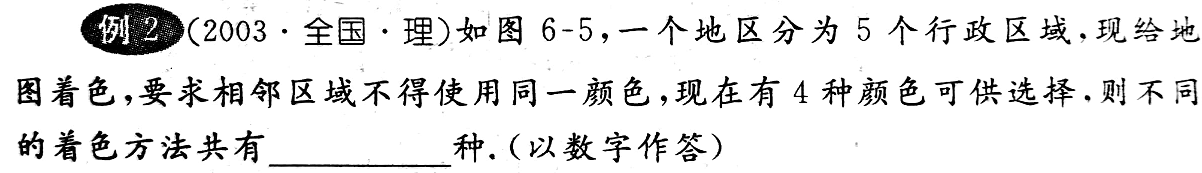 例 2 (2003·全国·理)如图 6-5,一个地区分为 5 个行政区域,现给地
图着色,要求相邻区域不得使用同一颜色,现在有 4 种颜色可供选择,则不同
的着色方法共有____________种.(以数字作答)